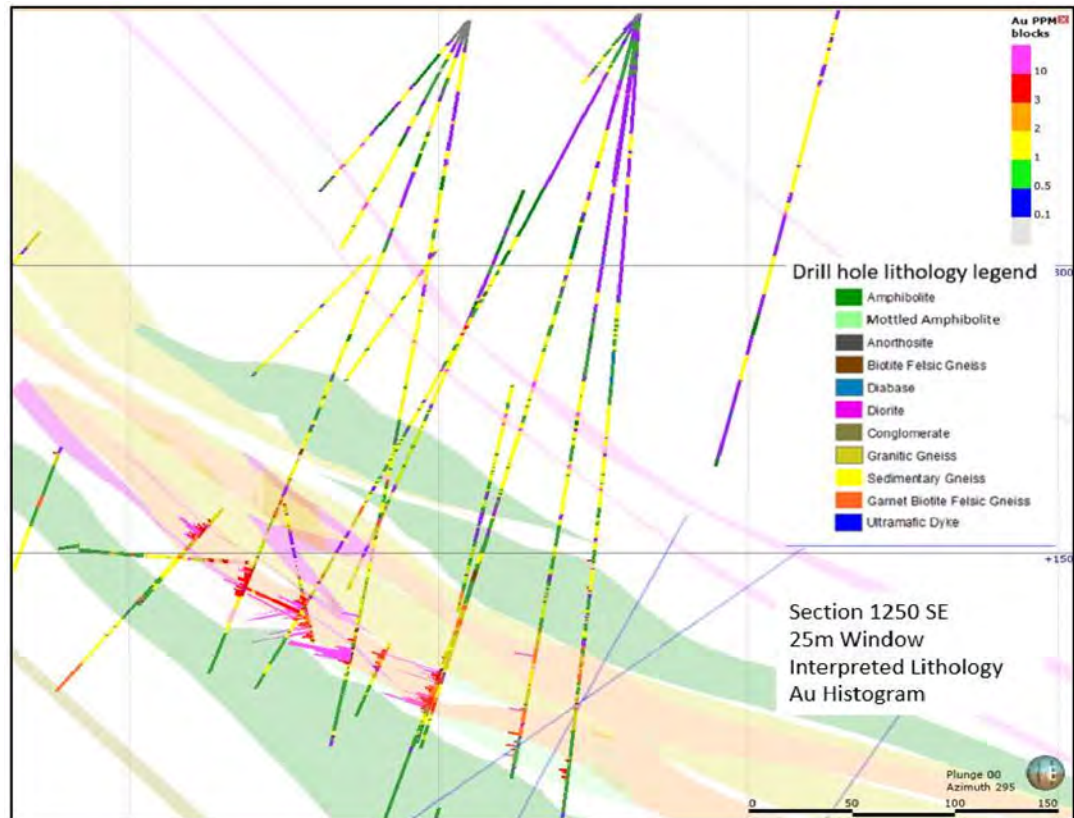 Au PPM
blocks
10
3
2
1
0.5
0.1
Drill hole lithology legend
Amphibolite
Mottled Amphibolite
Anorthosite
Biotite Felsic Gneiss
Diabase
Diorite
Conglomerate
Granitic Gneiss
Sedimentary Gneiss
Garnet Biotite Felsic Gneiss
Ultramafic Dyke
+150
Section 1250 SE
25m Window
Interpreted Lithology
Au Histogram
Plunge 00
Azimuth 295
0 50 100 150